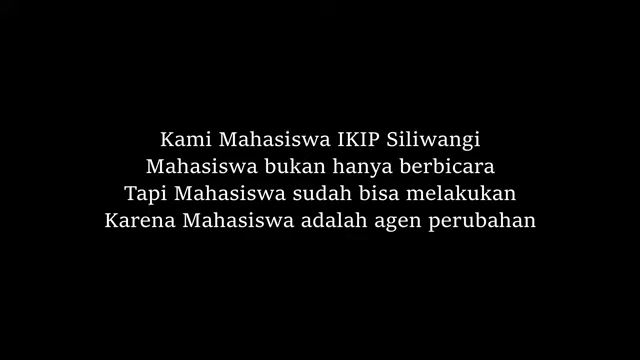 Kami Mahasiswa IKIP Siliwangi
Mahasiswa bukan hanya berbicara
Tapi Mahasiswa sudah bisa melakukan
Karena Mahasiswa adalah agen perubahan